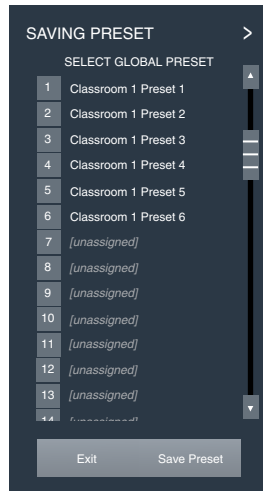 SAVING PRESET >
SELECT GLOBAL PRESET
1 Classroom 1 Preset 1
2 Classroom 1 Preset 2
3 Classroom 1 Preset 3
4 Classroom 1 Preset 4
5 Classroom 1 Preset 5
6 Classroom 1 Preset 6
7 [unassigned]
8 [unassigned]
9 [unassigned]
10 [unassigned]
11 [unassigned]
12 [unassigned]
13 [unassigned]
14 [unassigned]
Exit Save Preset